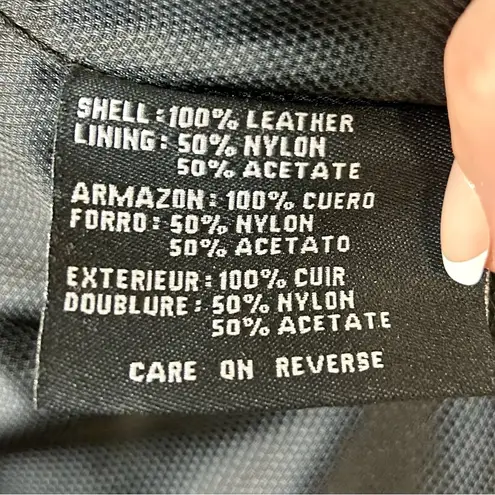 SHELL: 100% LEATHER
LINING: 50% NYLON
50% ACETATE
ARMAZON: 100% CUERO
FORRO: 50% NYLON
50% ACETATO
EXTERIEUR: 100% CUIR
DOUBLURE: 50% NYLON
50% ACETATE
CARE ON REVERSE